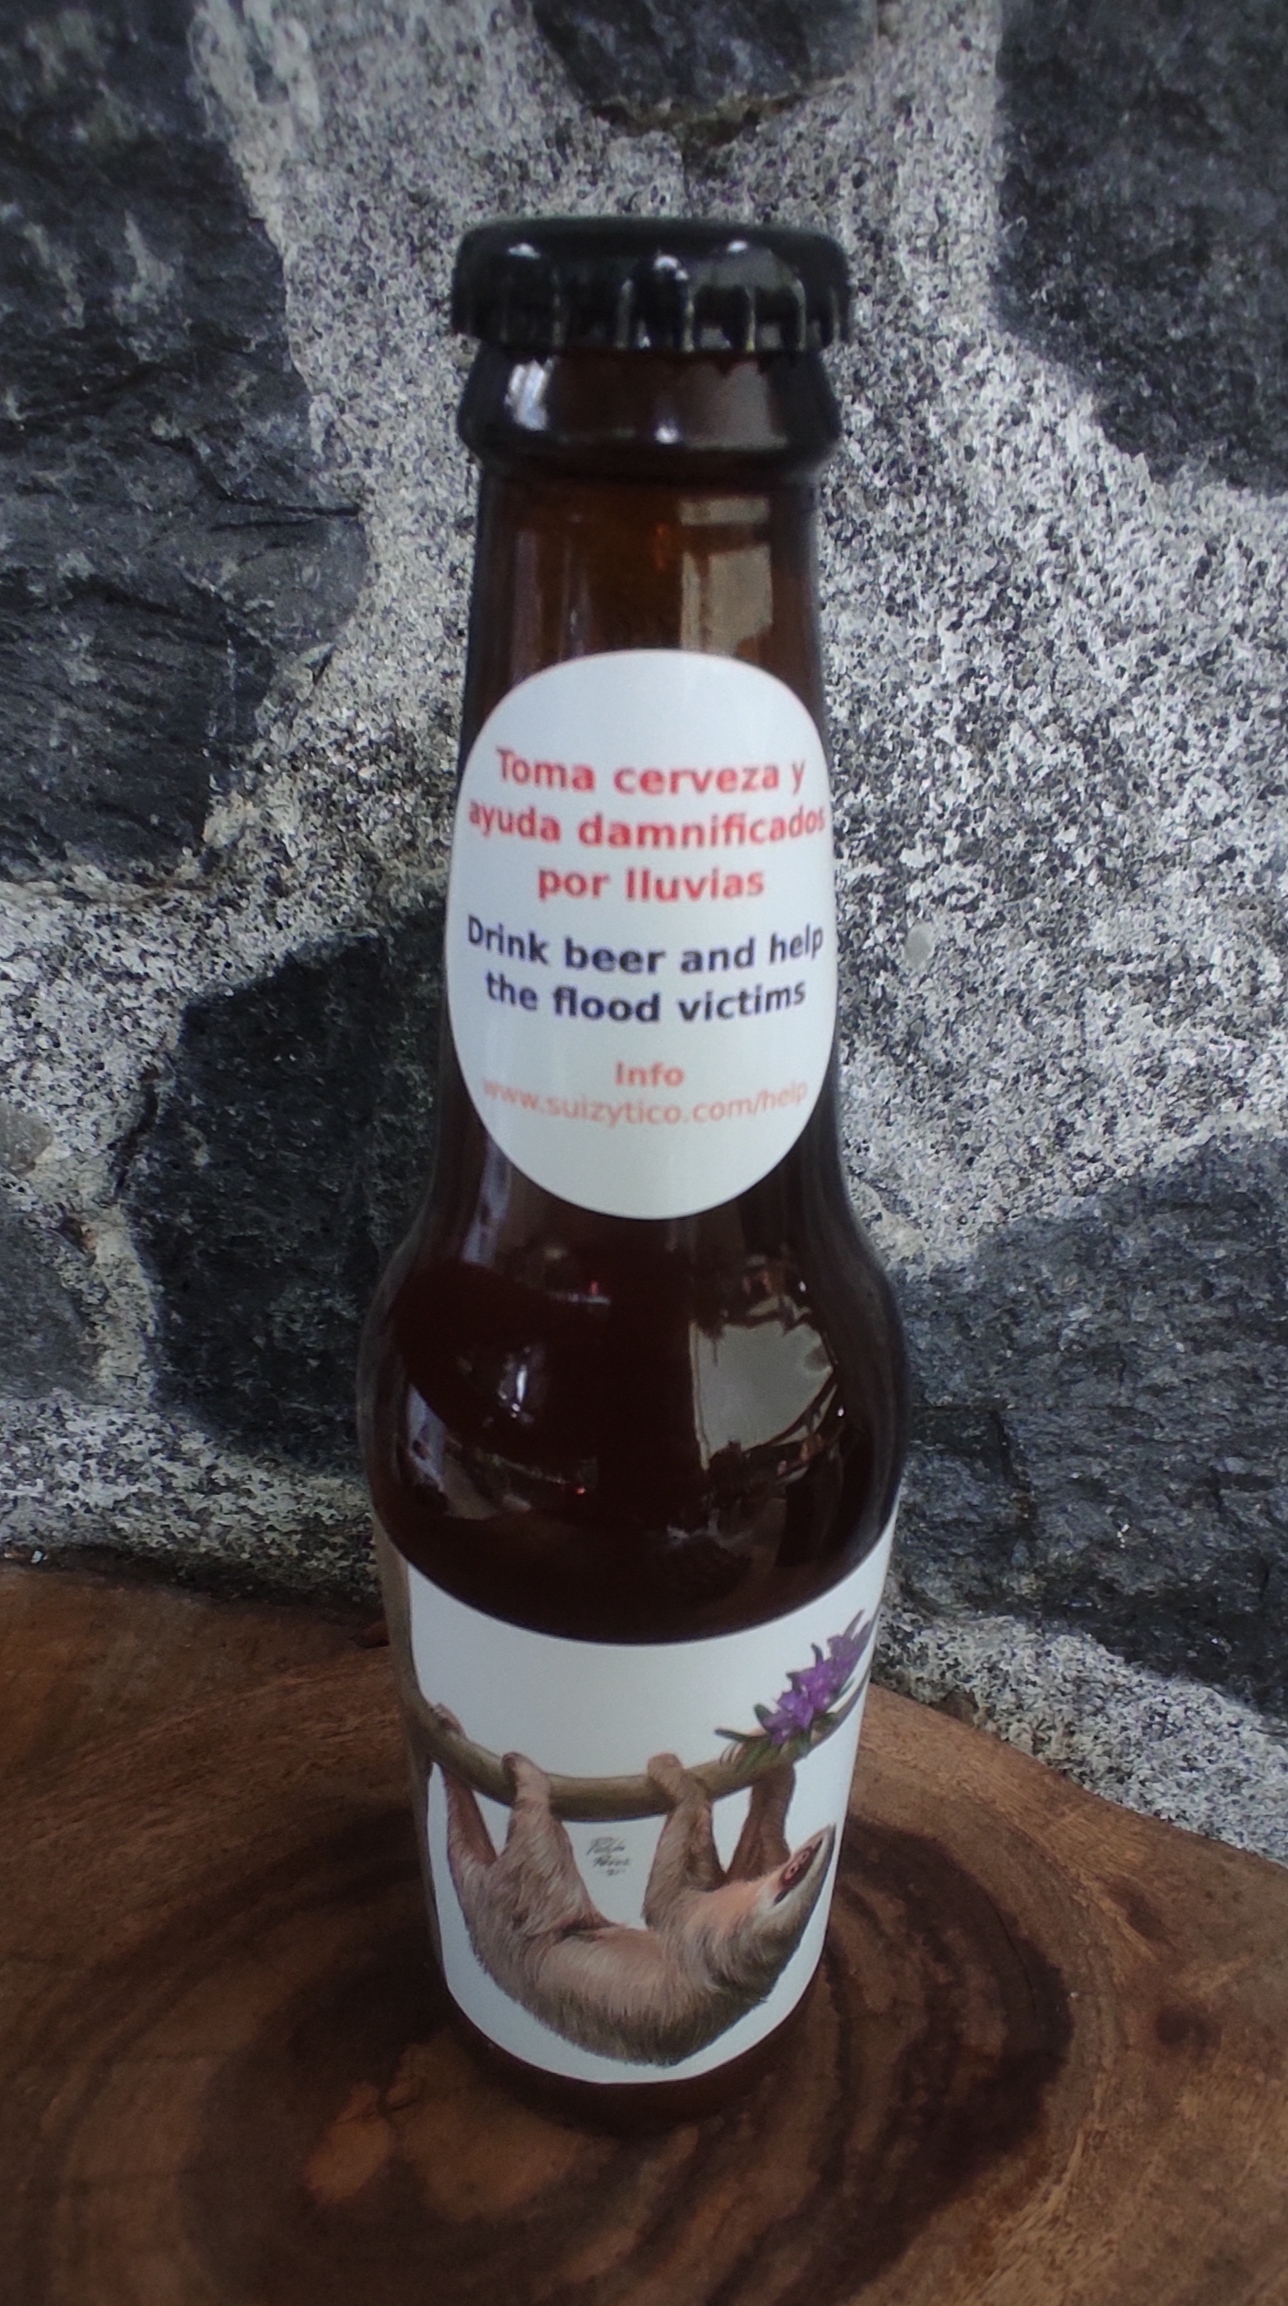 Toma cerveza y
ayuda damnificados
por lluvias
Drink beer and help
the flood victims
Info
www.suizytico.com/help